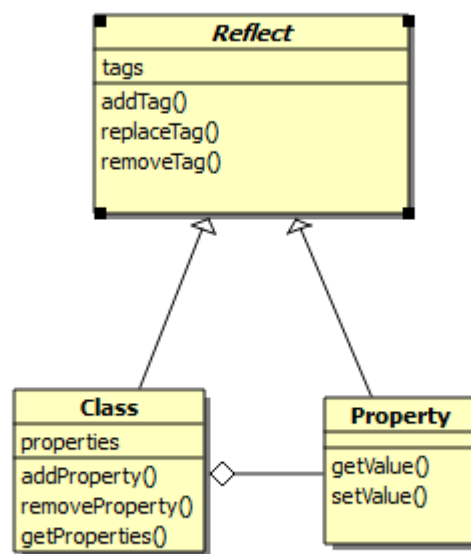 Reflect
tags
addTag()
replaceTag()
removeTag()
Class
properties
addProperty()
removeProperty()
getProperties()
Property
getValue()
setValue()